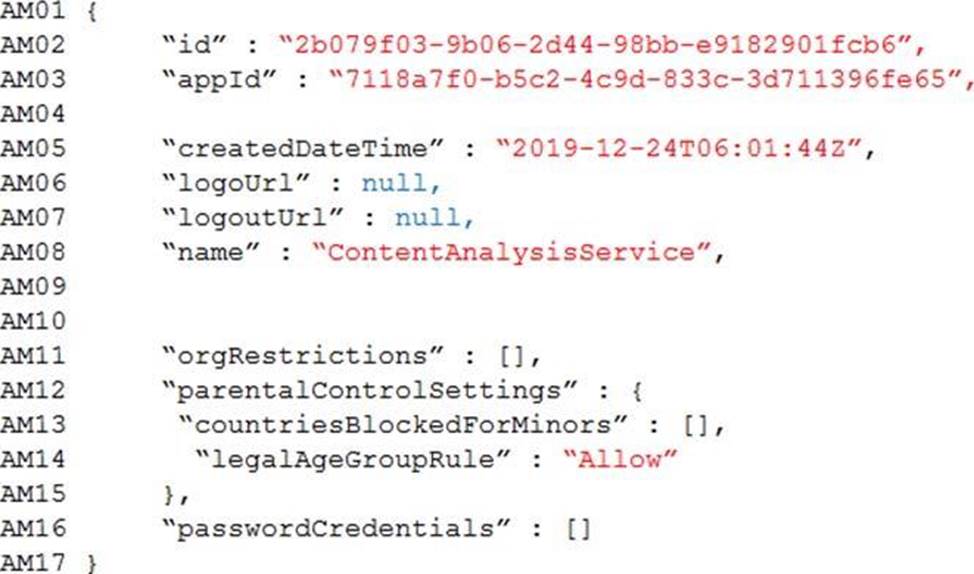 AM01 {
AM02 “id” : “2b079f03-9b06-2d44-98bb-e9182901fcb6”,
AM03 “appId” : “7118a7f0-b5c2-4c9d-833c-3d711396fe65”,
AM04
AM05 “createdDateTime” : “2019-12-24T06:01:44Z”,
AM06 “logoUrl” : null,
AM07 “logoutUrl” : null,
AM08 “name” : “ContentAnalysisService”,
AM09
AM10
AM11 “orgRestrictions” : [],
AM12 “parentalControlSettings” : {
AM13 “countriesBlockedForMinors” : [],
AM14 “legalAgeGroupRule” : “Allow”
AM15 },
AM16 “passwordCredentials” : []
AM17 }